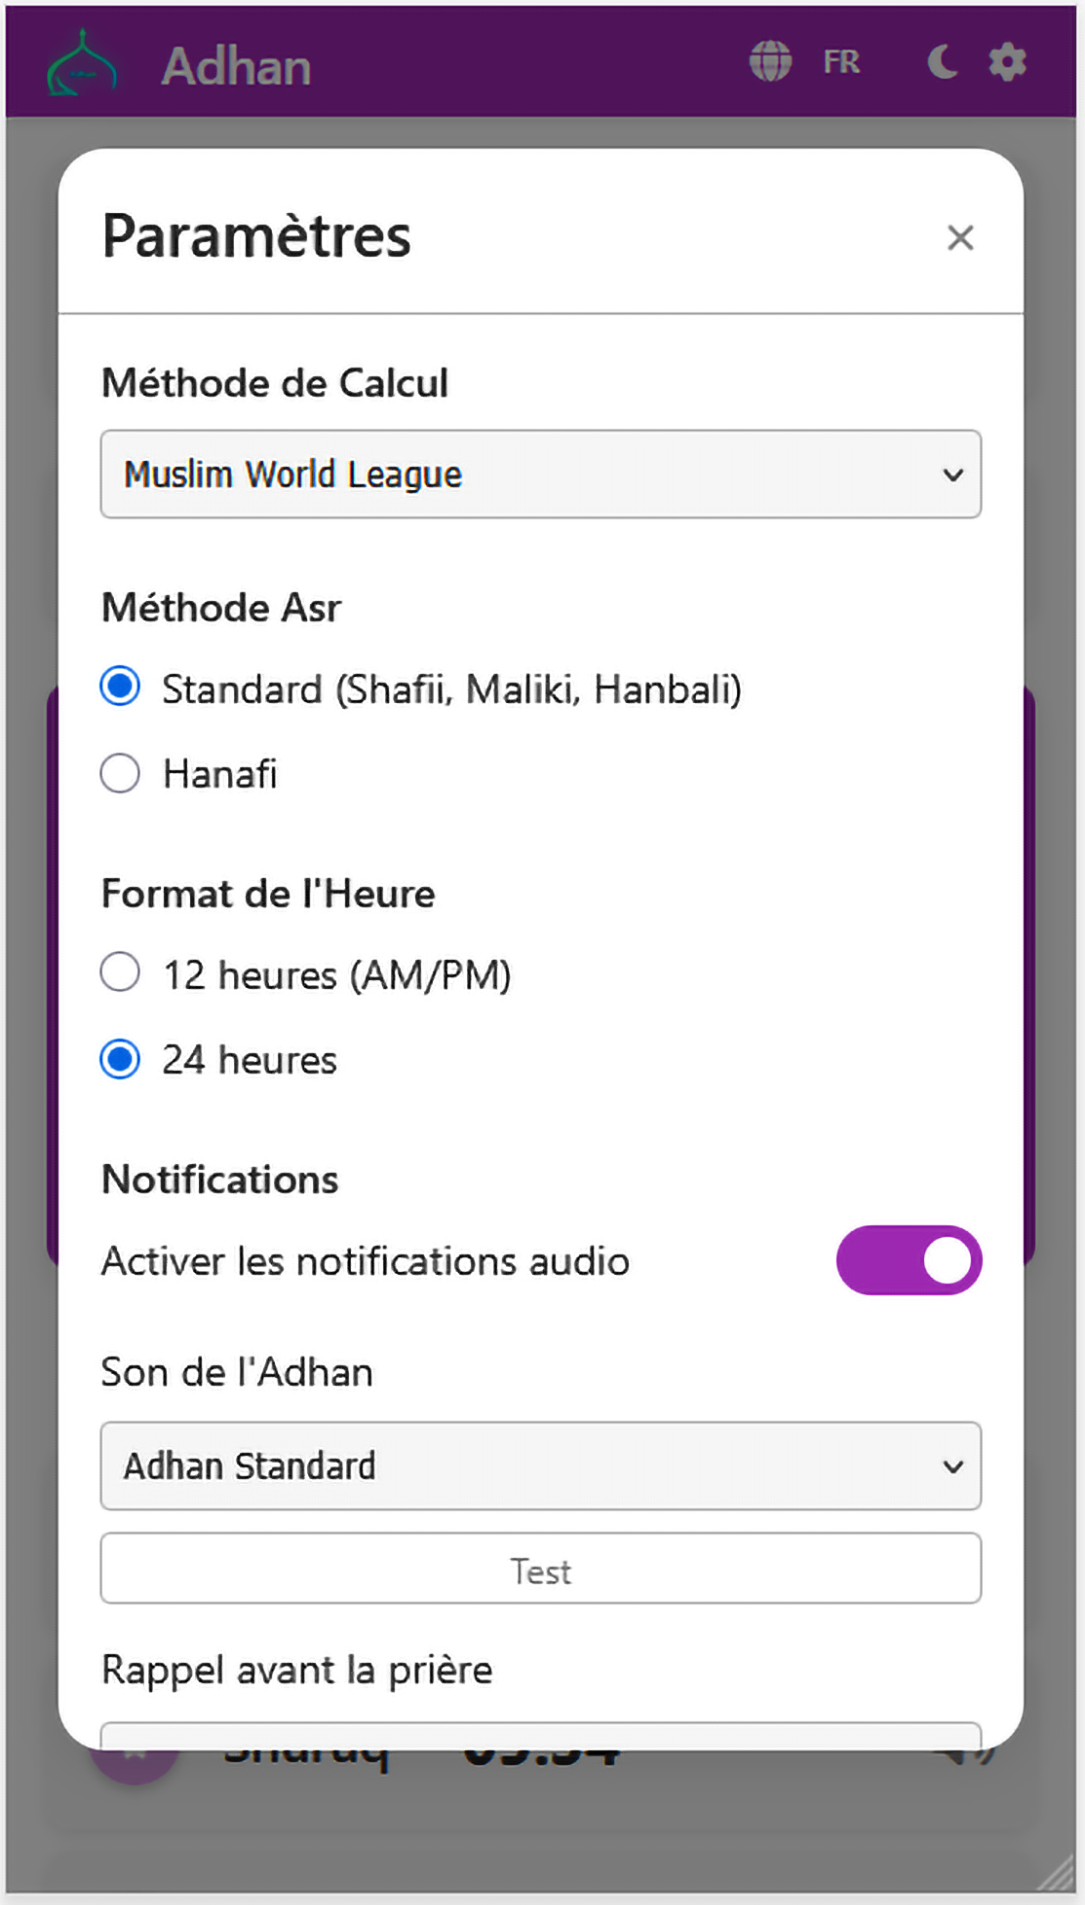 Adhan
FR
Paramètres
Méthode de Calcul
Muslim World League
Méthode Asr
Standard (Shafii, Maliki, Hanbali)
Hanafi
Format de l'Heure
12 heures (AM/PM)
24 heures
Notifications
Activer les notifications audio
Son de l'Adhan
Adhan Standard
Test
Rappel avant la prière